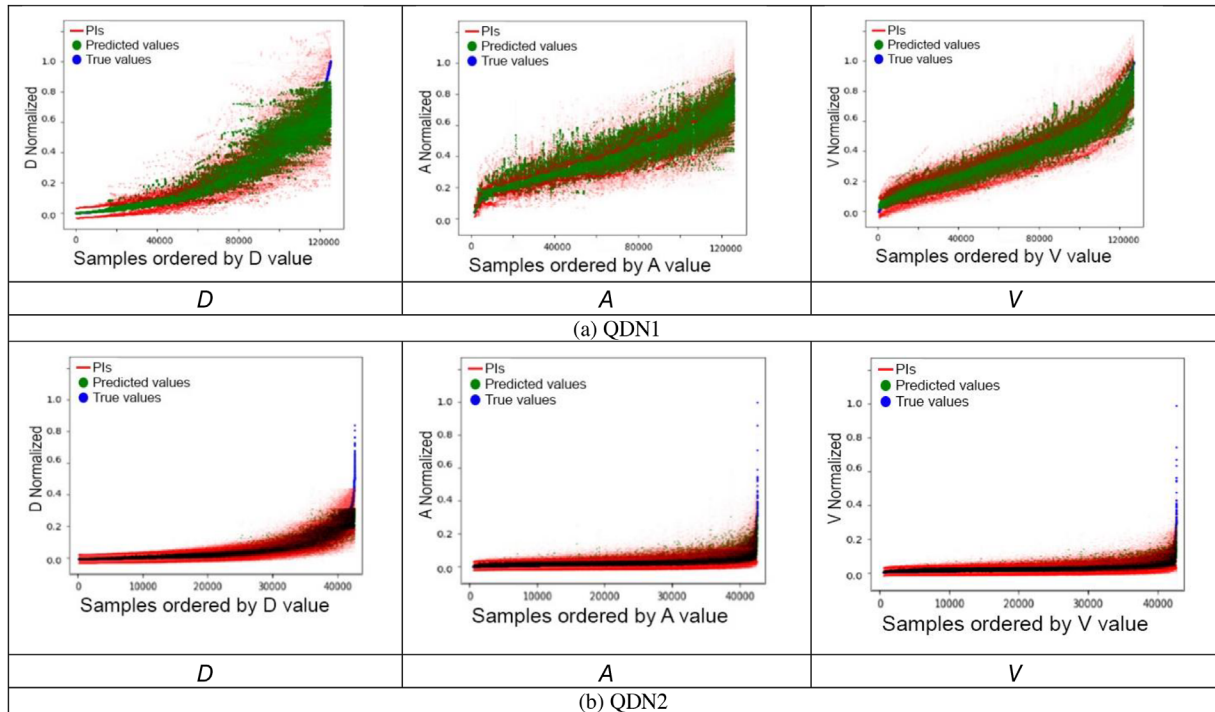 PIs
Predicted values
True values
D Normalized
1.0
0.8
0.6
0.4
0.2
0.0
0 40000 80000 120000
Samples ordered by D value
PIs
Predicted values
True values
A Normalized
1.0
0.8
0.6
0.4
0.2
0.0
0 40000 80000 120000
Samples ordered by A value
PIs
Predicted values
True values
V Normalized
1.0
0.8
0.6
0.4
0.2
0.0
0 40000 80000 120000
Samples ordered by V value
D A V
(a) QDN1
PIs
Predicted values
True values
D Normalized
1.0
0.8
0.6
0.4
0.2
0.0
0 10000 20000 30000 40000
Samples ordered by D value
PIs
Predicted values
True values
A Normalized
1.0
0.8
0.6
0.4
0.2
0.0
0 10000 20000 30000 40000
Samples ordered by A value
PIs
Predicted values
True values
V Normalized
1.0
0.8
0.6
0.4
0.2
0.0
0 10000 20000 30000 40000
Samples ordered by V value
D A V
(b) QDN2